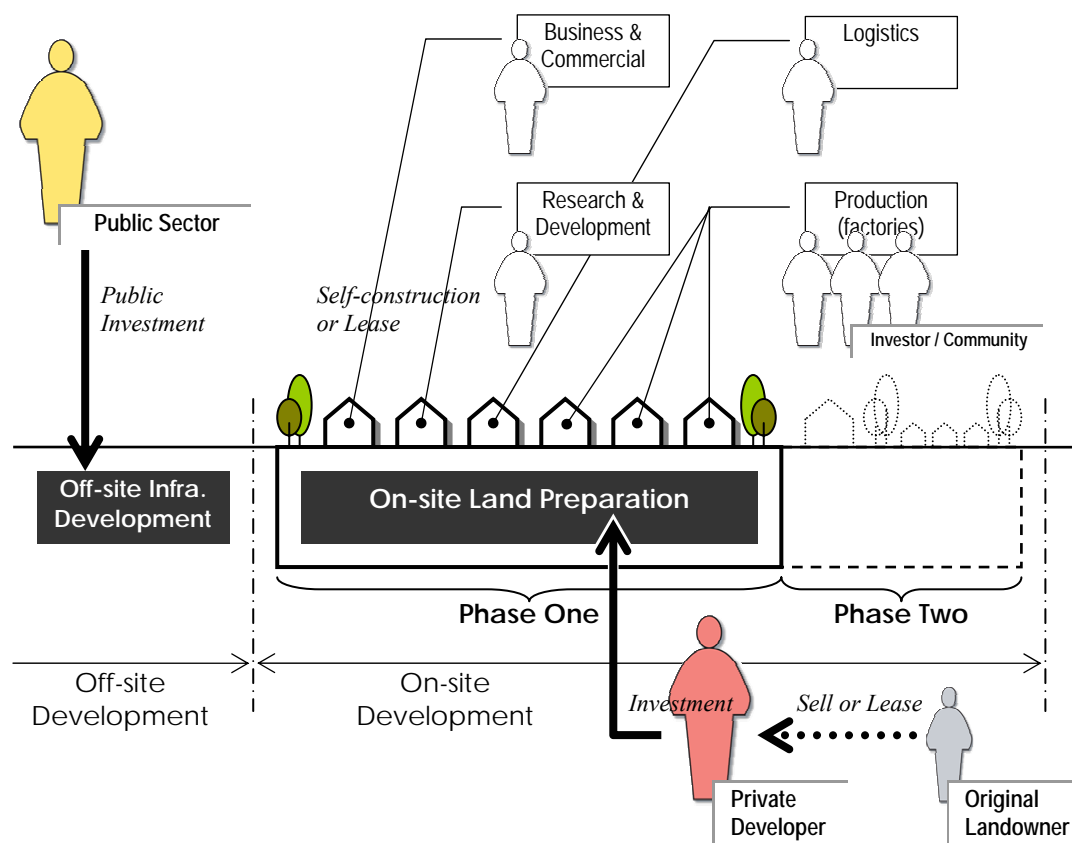 Business &
Commercial
Logistics
Public Sector
Research &
Development
Production
(factories)
Public
Investment
Self-construction
or Lease
Investor / Community
Off-site Infra.
Development
On-site Land Preparation
Phase One
Phase Two
Off-site
Development
On-site
Development
Investment
Sell or Lease
Private
Developer
Original
Landowner